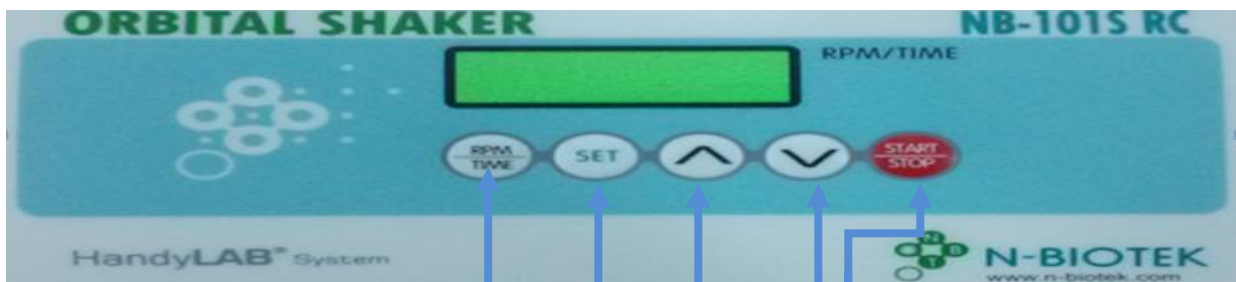 ORBITAL SHAKER
NB-101S RC
RPM/TIME
RPM
TIME
SET
START
STOP
HandyLAB® System
N
B
T
N-BIOTEK
www.n-biotek.com